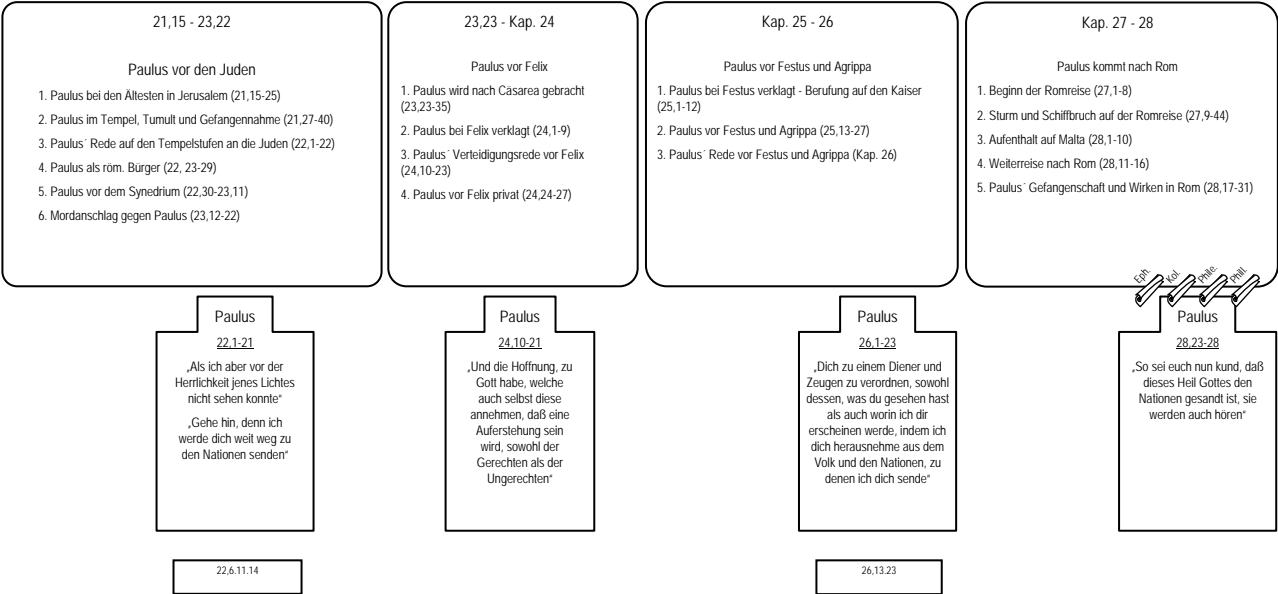 21,15 - 23,22
Paulus vor den Juden
1. Paulus bei den Ältesten in Jerusalem (21,15-25)
2. Paulus im Tempel, Tumult und Gefangennahme (21,27-40)
3. Paulus´ Rede auf den Tempelstufen an die Juden (22,1-22)
4. Paulus als röm. Bürger (22, 23-29)
5. Paulus vor dem Synedrium (22,30-23,11)
6. Mordanschlag gegen Paulus (23,12-22)
23,23 - Kap. 24
Paulus vor Felix
1. Paulus wird nach Cäsarea gebracht
(23,23-35)
2. Paulus bei Felix verklagt (24,1-9)
3. Paulus´ Verteidigungsrede vor Felix
(24,10-23)
4. Paulus vor Felix privat (24,24-27)
Kap. 25 - 26
Paulus vor Festus und Agrippa
1. Paulus bei Festus verklagt - Berufung auf den Kaiser
(25,1-12)
2. Paulus vor Festus und Agrippa (25,13-27)
3. Paulus´ Rede vor Festus und Agrippa (Kap. 26)
Kap. 27 - 28
Paulus kommt nach Rom
1. Beginn der Romreise (27,1-8)
2. Sturm und Schiffbruch auf der Romreise (27,9-44)
3. Aufenthalt auf Malta (28,1-10)
4. Weiterreise nach Rom (28,11-16)
5. Paulus´ Gefangenschaft und Wirken in Rom (28,17-31)
Eph.
Kol.
Phile.
Phil.
Paulus
22,1-21
„Als ich aber vor der
Herrlichkeit jenes Lichtes
nicht sehen konnte“
„Gehe hin, denn ich
werde dich weit weg zu
den Nationen senden“
Paulus
24,10-21
„Und die Hoffnung, zu
Gott habe, welche
auch selbst diese
annehmen, daß eine
Auferstehung sein
wird, sowohl der
Gerechten als der
Ungerechten“
Paulus
26,1-23
„Dich zu einem Diener und
Zeugen zu verordnen, sowohl
dessen, was du gesehen hast
als auch worin ich dir
erscheinen werde, indem ich
dich herausnehme aus dem
Volk und den Nationen, zu
denen ich dich sende“
Paulus
28,23-28
„So sei euch nun kund, daß
dieses Heil Gottes den
Nationen gesandt ist, sie
werden auch hören“
22,6.11.14
26,13.23